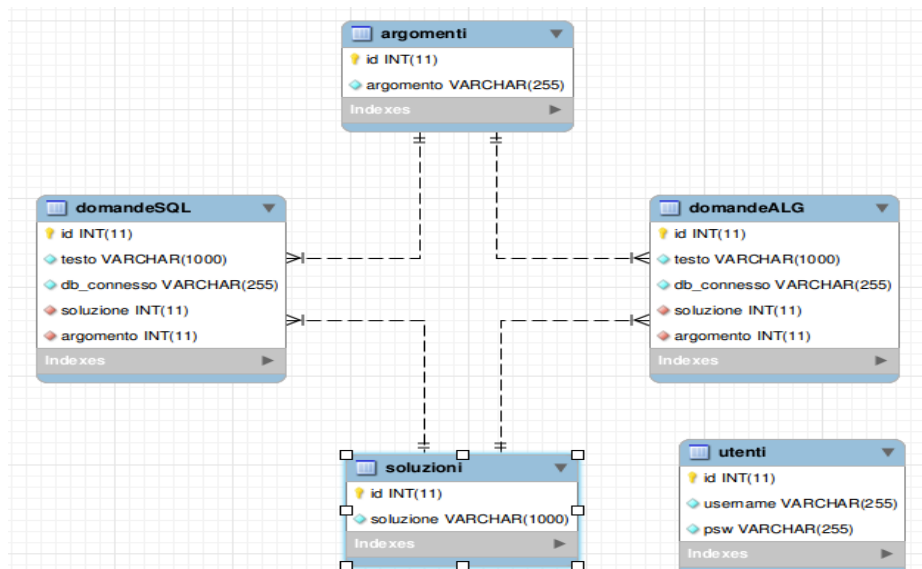 argomenti
id INT(11)
argomento VARCHAR(255)
Indexes
domandeSQL
id INT(11)
testo VARCHAR(1000)
db_connesso VARCHAR(255)
soluzione INT(11)
argomento INT(11)
Indexes
domandeALG
id INT(11)
testo VARCHAR(1000)
db_connesso VARCHAR(255)
soluzione INT(11)
argomento INT(11)
Indexes
soluzioni
id INT(11)
soluzione VARCHAR(1000)
Indexes
utenti
id INT(11)
username VARCHAR(255)
psw VARCHAR(255)
Indexes